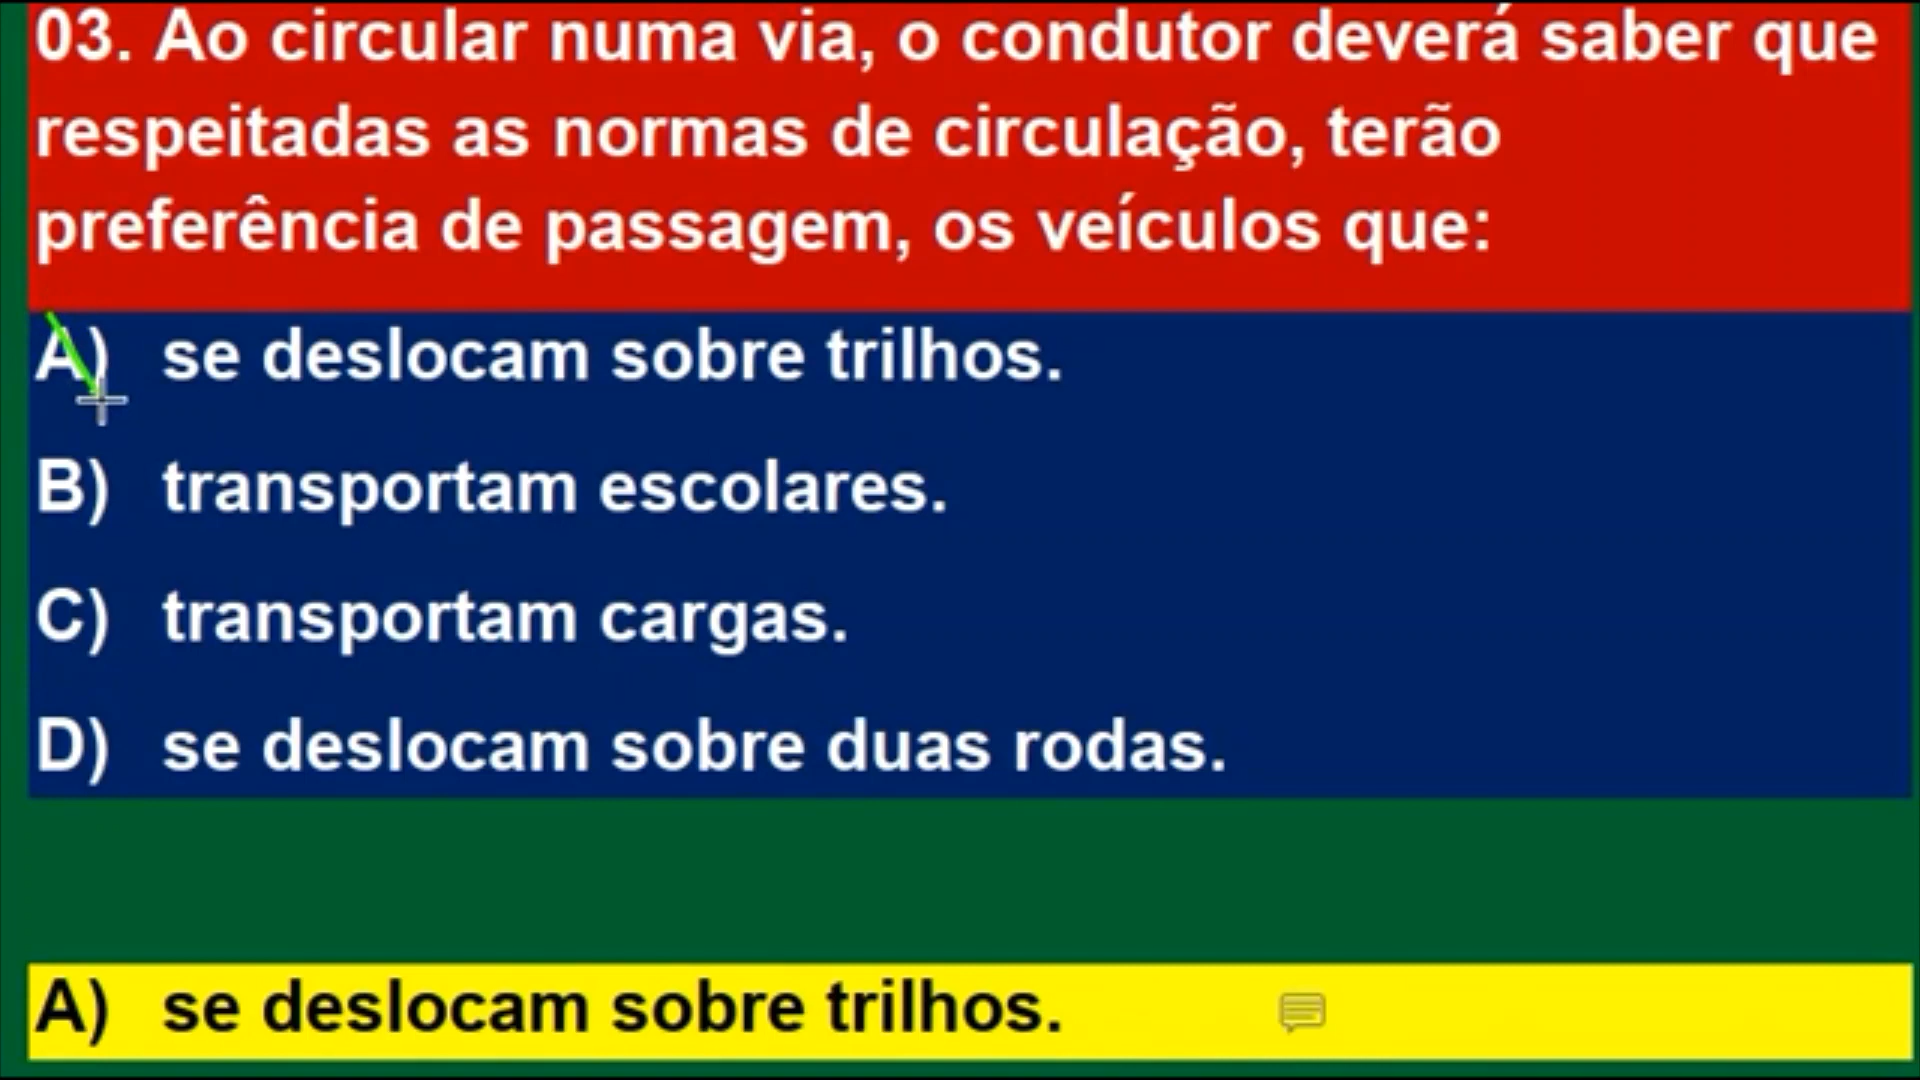 03. Ao circular numa via, o condutor deverá saber que
respeitadas as normas de circulação, terão
preferência de passagem, os veículos que:
A) se deslocam sobre trilhos.
B) transportam escolares.
C) transportam cargas.
D) se deslocam sobre duas rodas.
A) se deslocam sobre trilhos.